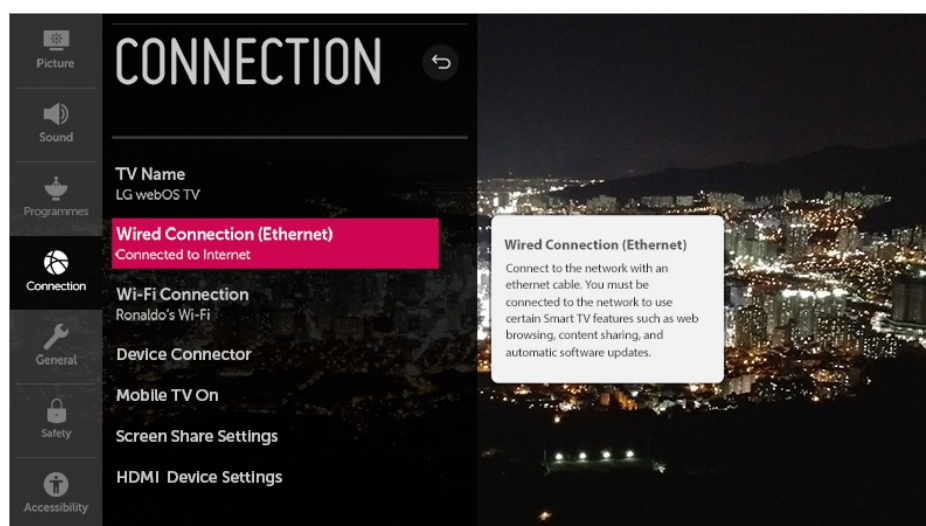 Picture
Sound
Programmes
Connection
General
Safety
Accessibility
CONNECTION
TV Name
LG webOS TV
Wired Connection (Ethernet)
Connected to Internet
Wi-Fi Connection
Ronaldo's Wi-Fi
Device Connector
Mobile TV On
Screen Share Settings
HDMI Device Settings
Wired Connection (Ethernet)
Connect to the network with an
ethernet cable. You must be
connected to the network to use
certain Smart TV features such as web
browsing, content sharing, and
automatic software updates.